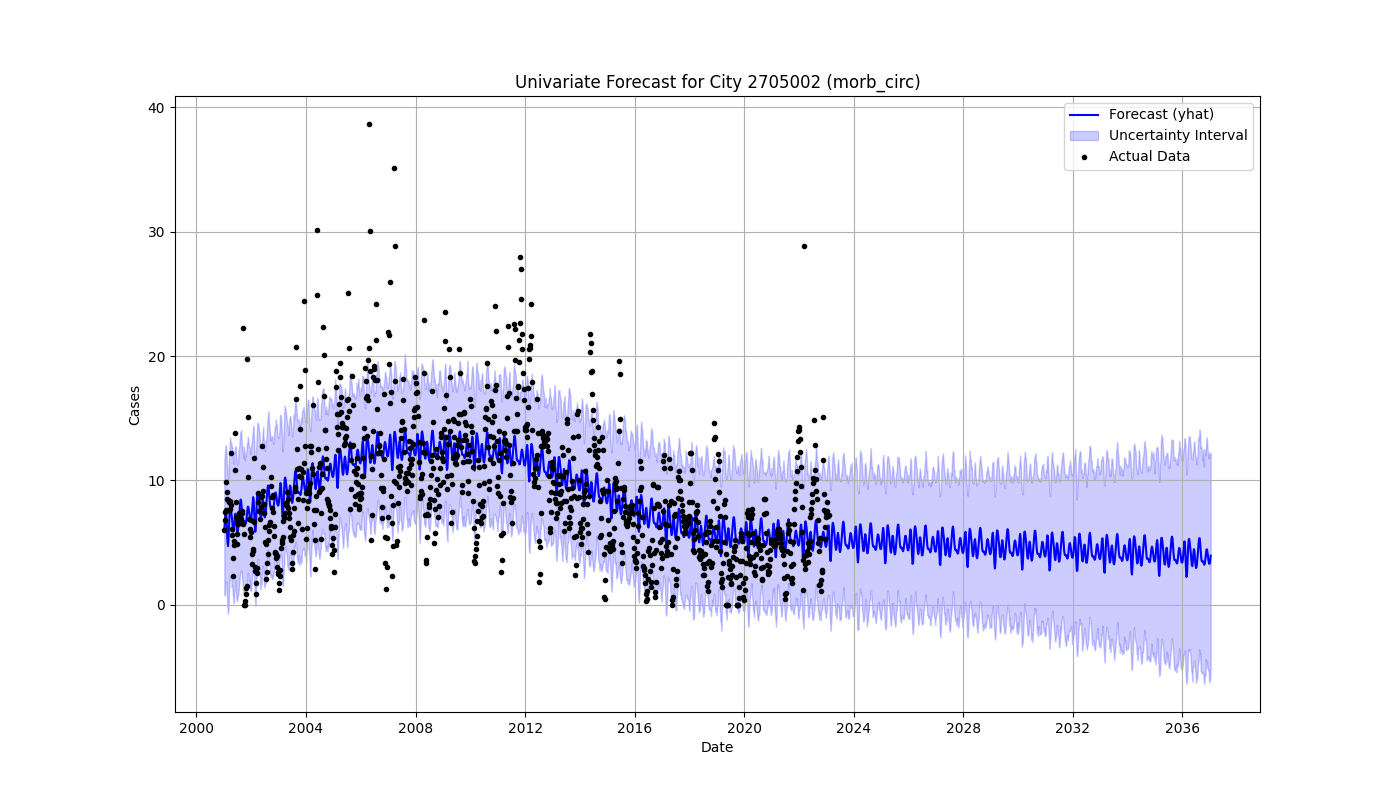 Univariate Forecast for City 2705002 (morb_circ)
Forecast (yhat)
Uncertainty Interval
Actual Data
Cases
40
30
20
10
0
2000 2004 2008 2012 2016 2020 2024 2028 2032 2036
Date